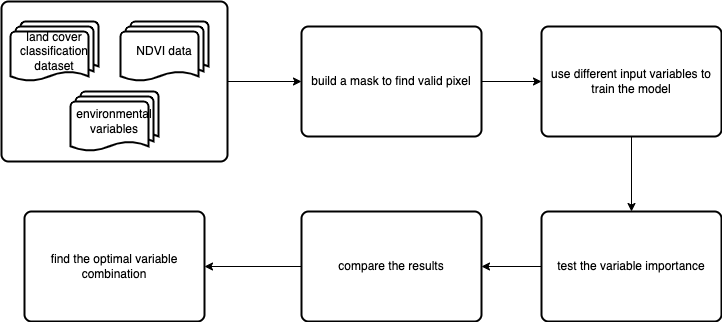 land cover
classification
dataset
NDVI data
environmental
variables
build a mask to find valid pixel
use different input variables to
train the model
test the variable importance
compare the results
find the optimal variable
combination